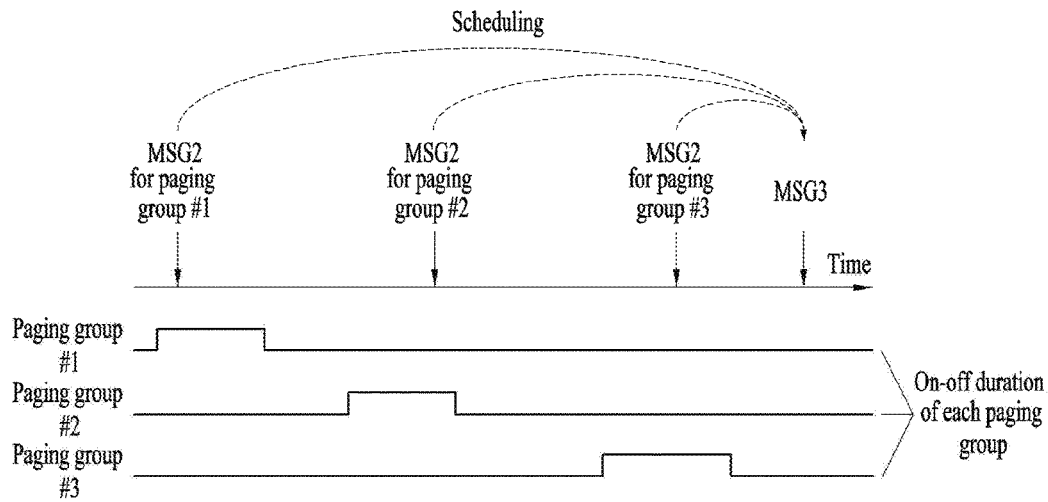 Scheduling
MSG2
for paging
group #1
MSG2
for paging
group #2
MSG2
for paging
group #3
MSG3
Time
Paging group
#1
Paging group
#2
Paging group
#3
On-off duration
of each paging
group